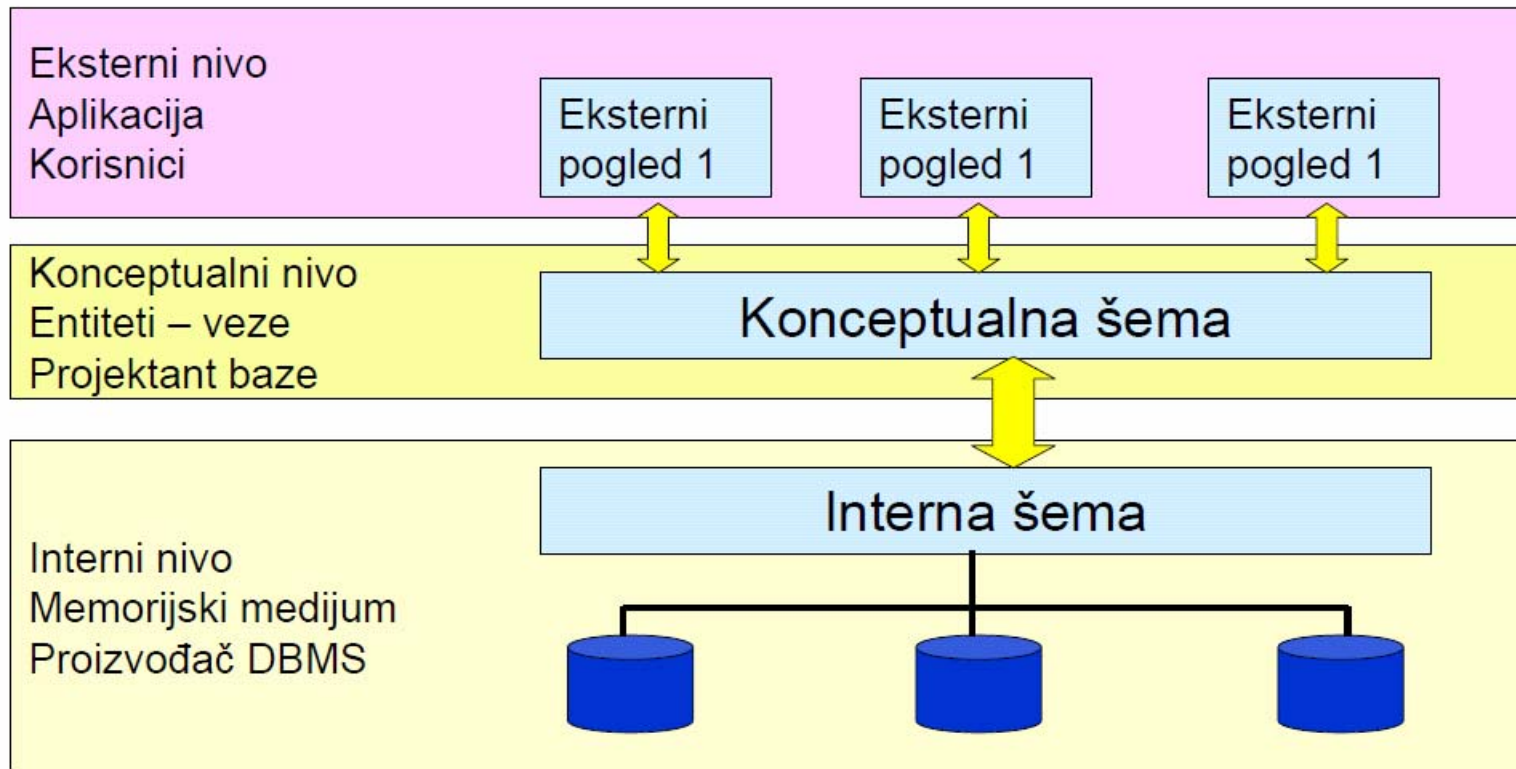 Eksterni nivo
Aplikacija
Korisnici
Eksterni
pogled 1
Eksterni
pogled 1
Eksterni
pogled 1
Konceptualni nivo
Entiteti – veze
Projektant baze
Konceptualna šema
Interna šema
Interni nivo
Memorijski medijum
Proizvođač DBMS